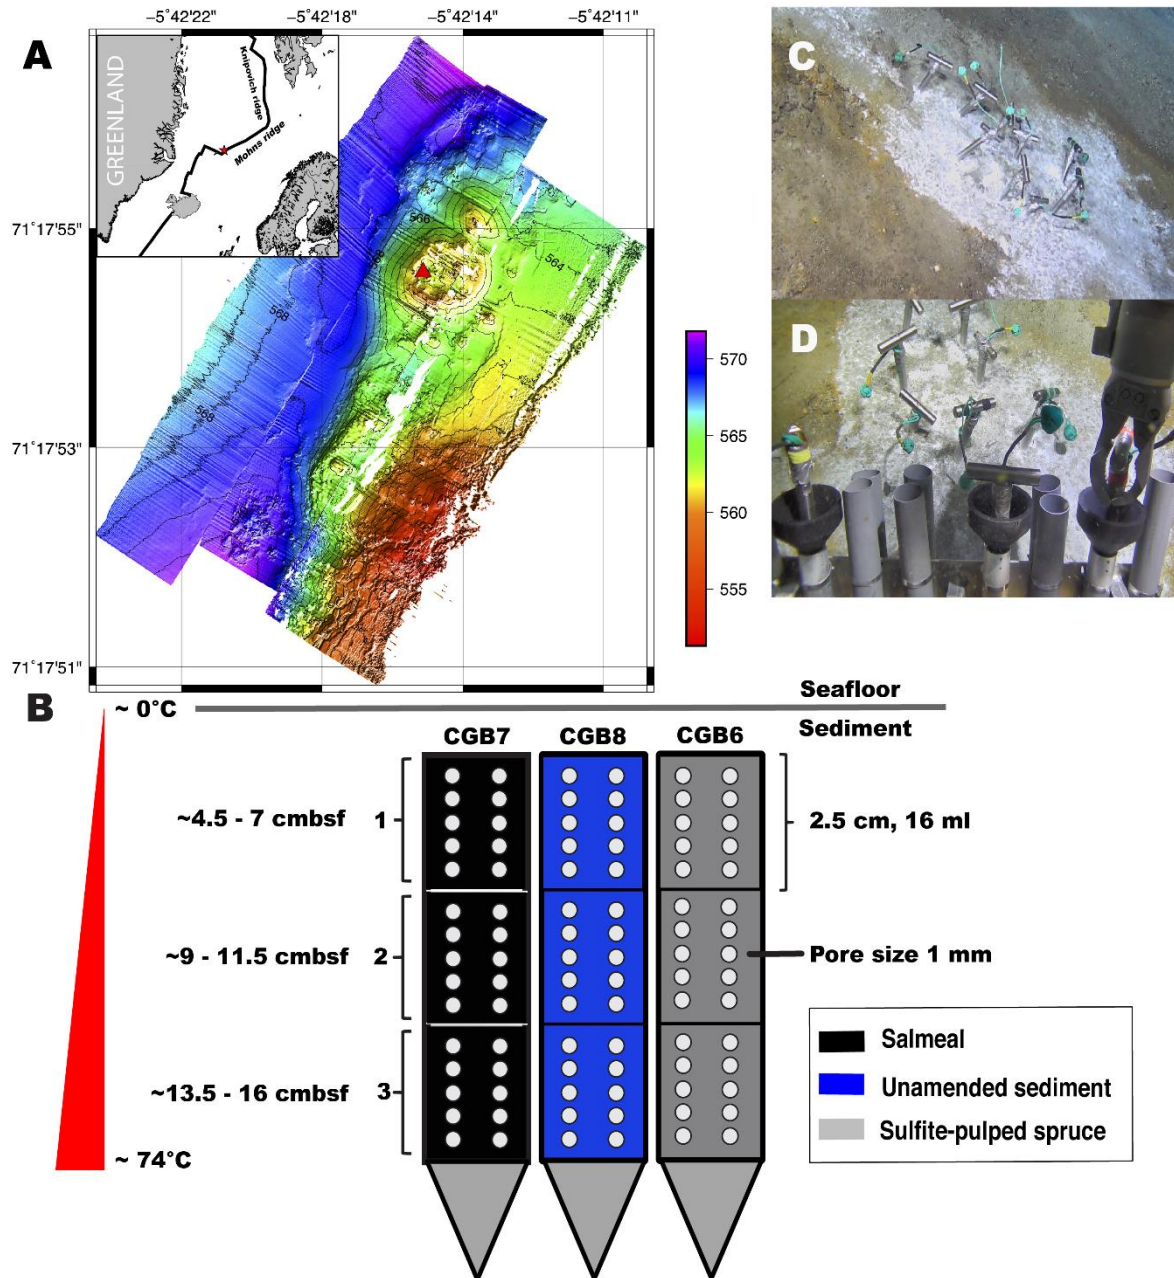 −5˚42'22" −5˚42'18" −5˚42'14" −5˚42'11"
A
GREENLAND
Knipovich ridge
Mohns ridge
71˚17'55"
71˚17'53"
71˚17'51"
566
564
568
568
570
565
560
555
C
D
B
~ 0°C
Seafloor
Sediment
CGB7 CGB8 CGB6
~4.5 - 7 cmbsf 1
2.5 cm, 16 ml
~9 - 11.5 cmbsf 2
Pore size 1 mm
~13.5 - 16 cmbsf 3
~ 74°C
Salmeal
Unamended sediment
Sulfite-pulped spruce